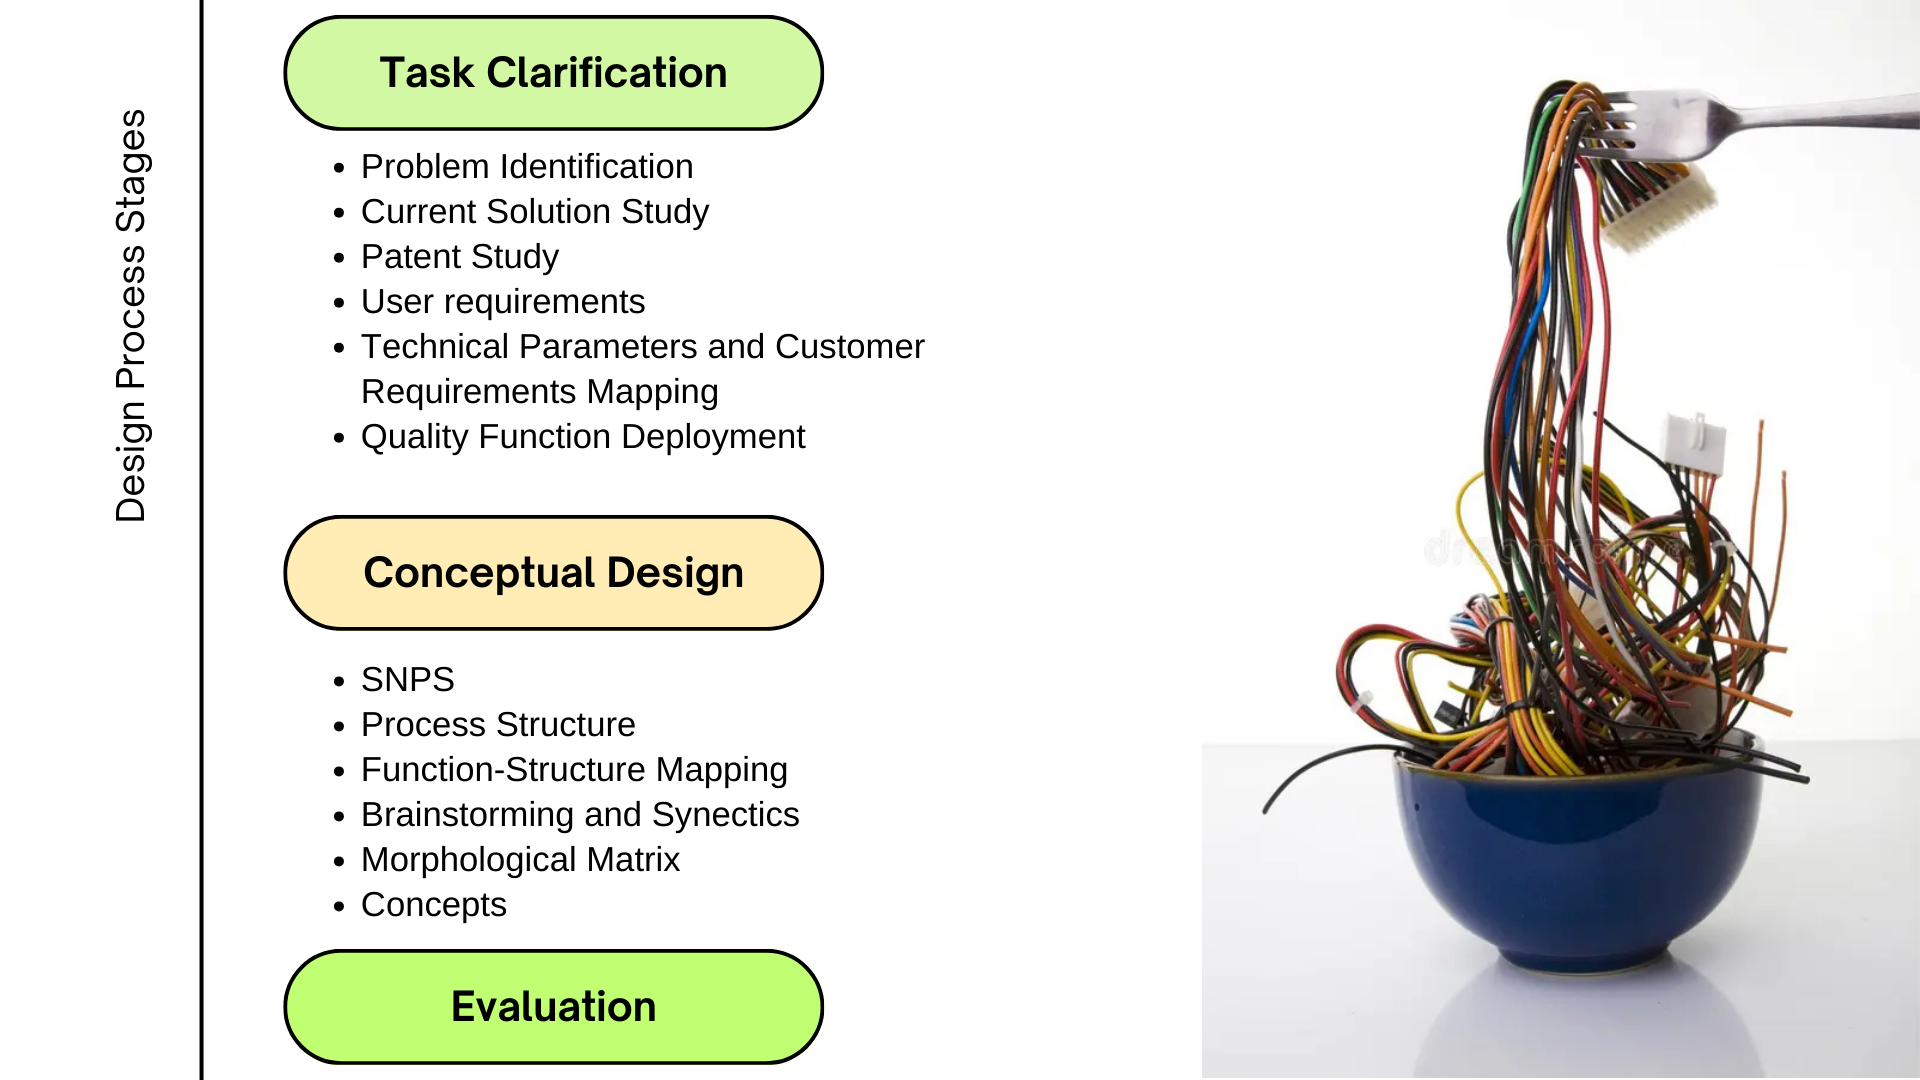 Design Process Stages
Task Clarification
• Problem Identification
• Current Solution Study
• Patent Study
• User requirements
• Technical Parameters and Customer
Requirements Mapping
• Quality Function Deployment
Conceptual Design
• SNPS
• Process Structure
• Function-Structure Mapping
• Brainstorming and Synectics
• Morphological Matrix
• Concepts
Evaluation